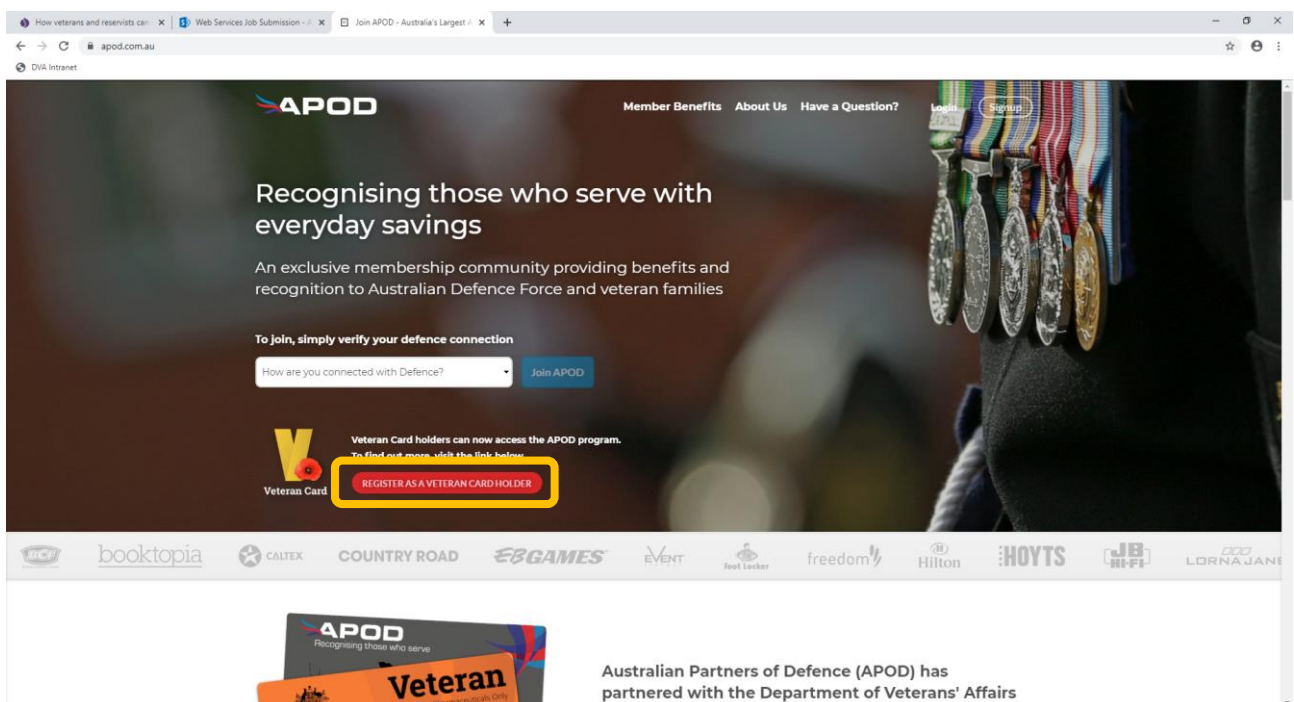 How veterans and reservists can
Web Services Job Submission - A
Join APOD - Australia's Largest A
apod.com.au
DVA Intranet
APOD
Member Benefits About Us Have a Question? Login Signup
Recognising those who serve with
everyday savings
An exclusive membership community providing benefits and
recognition to Australian Defence Force and veteran families
To join, simply verify your defence connection
How are you connected with Defence?
Join APOD
Veteran Card holders can now access the APOD program.
To find out more, visit the link below
REGISTER AS A VETERAN CARD HOLDER
Veteran Card
BCF booktopia CALTEX COUNTRY ROAD EB GAMES EVENT Foot Locker freedom Hilton HOYTS JB HI-FI LORNA JANE
APOD
Recognising those who serve
Veteran
Pharmaceuticals Only
Australian Partners of Defence (APOD) has
partnered with the Department of Veterans' Affairs